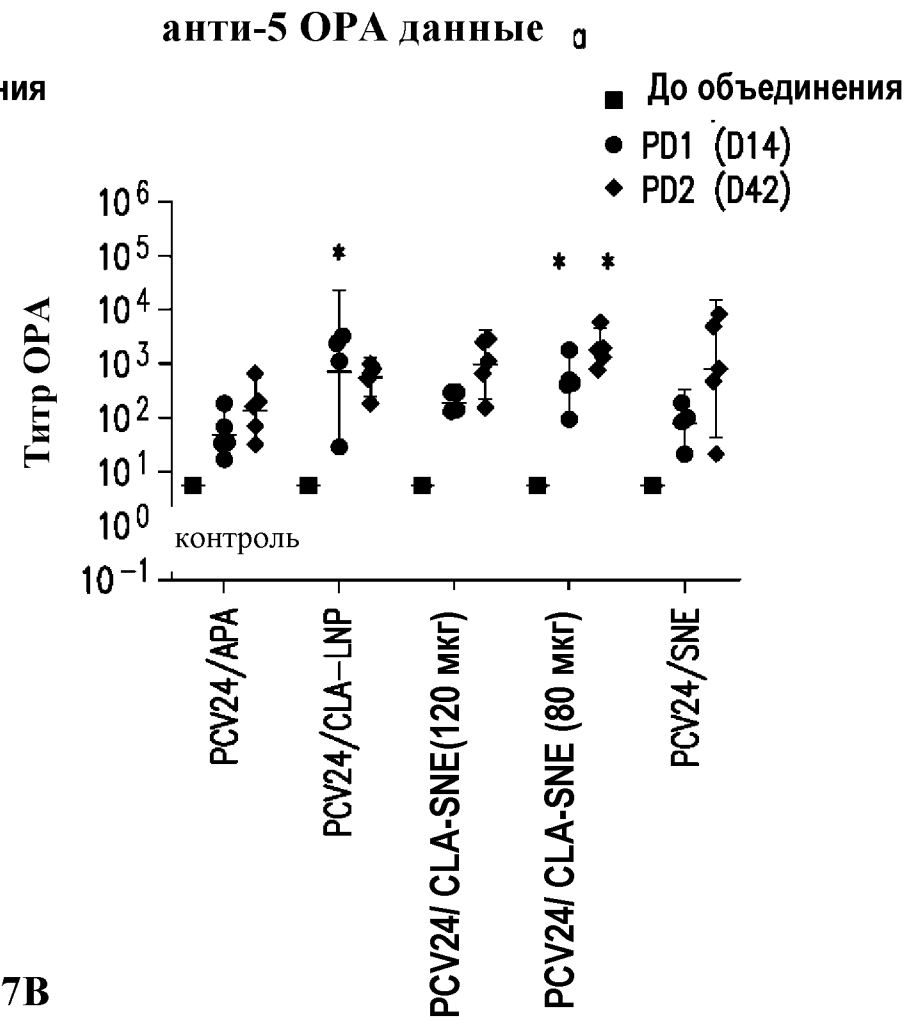 анти-5 ОРА данные a
ния
До объединения
PD1 (D14)
PD2 (D42)
10^6
10^5
10^4
10^3
10^2
10^1
10^0
10^-1
Титр ОРА
* * *
контроль
PCV24/APA
PCV24/CLA-LNP
PCV24/ CLA-SNE(120 мкг)
PCV24/ CLA-SNE (80 мкг)
PCV24/SNE
7B